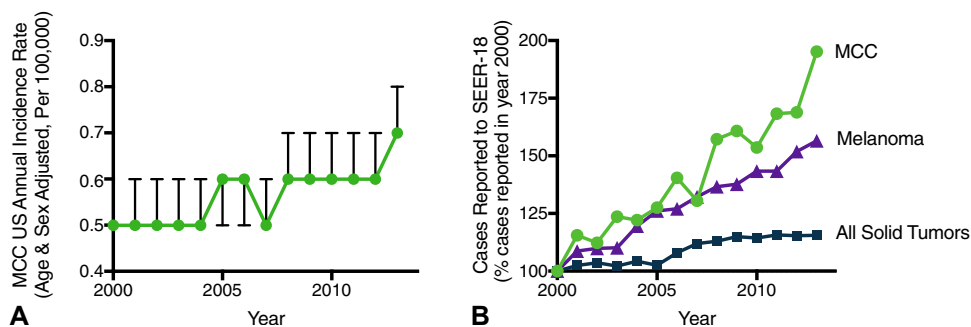 MCC US Annual Incidence Rate
(Age & Sex Adjusted, Per 100,000)
0.9
0.8
0.7
0.6
0.5
0.4
2000
2005
2010
Year
A
Cases Reported to SEER-18
(% cases reported in year 2000)
200
175
150
125
100
2000
2005
2010
Year
MCC
Melanoma
All Solid Tumors
B